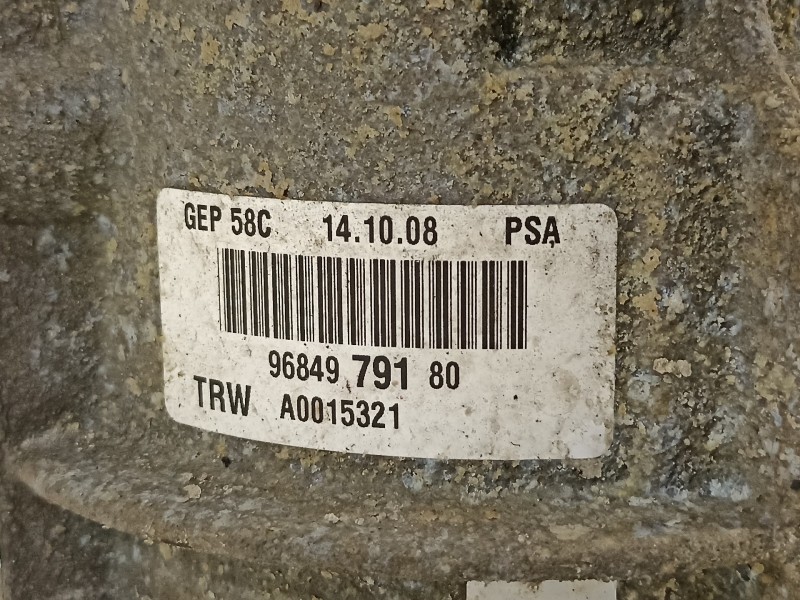 GEP 58C 14.10.08 PSA
96849 791 80
TRW A0015321